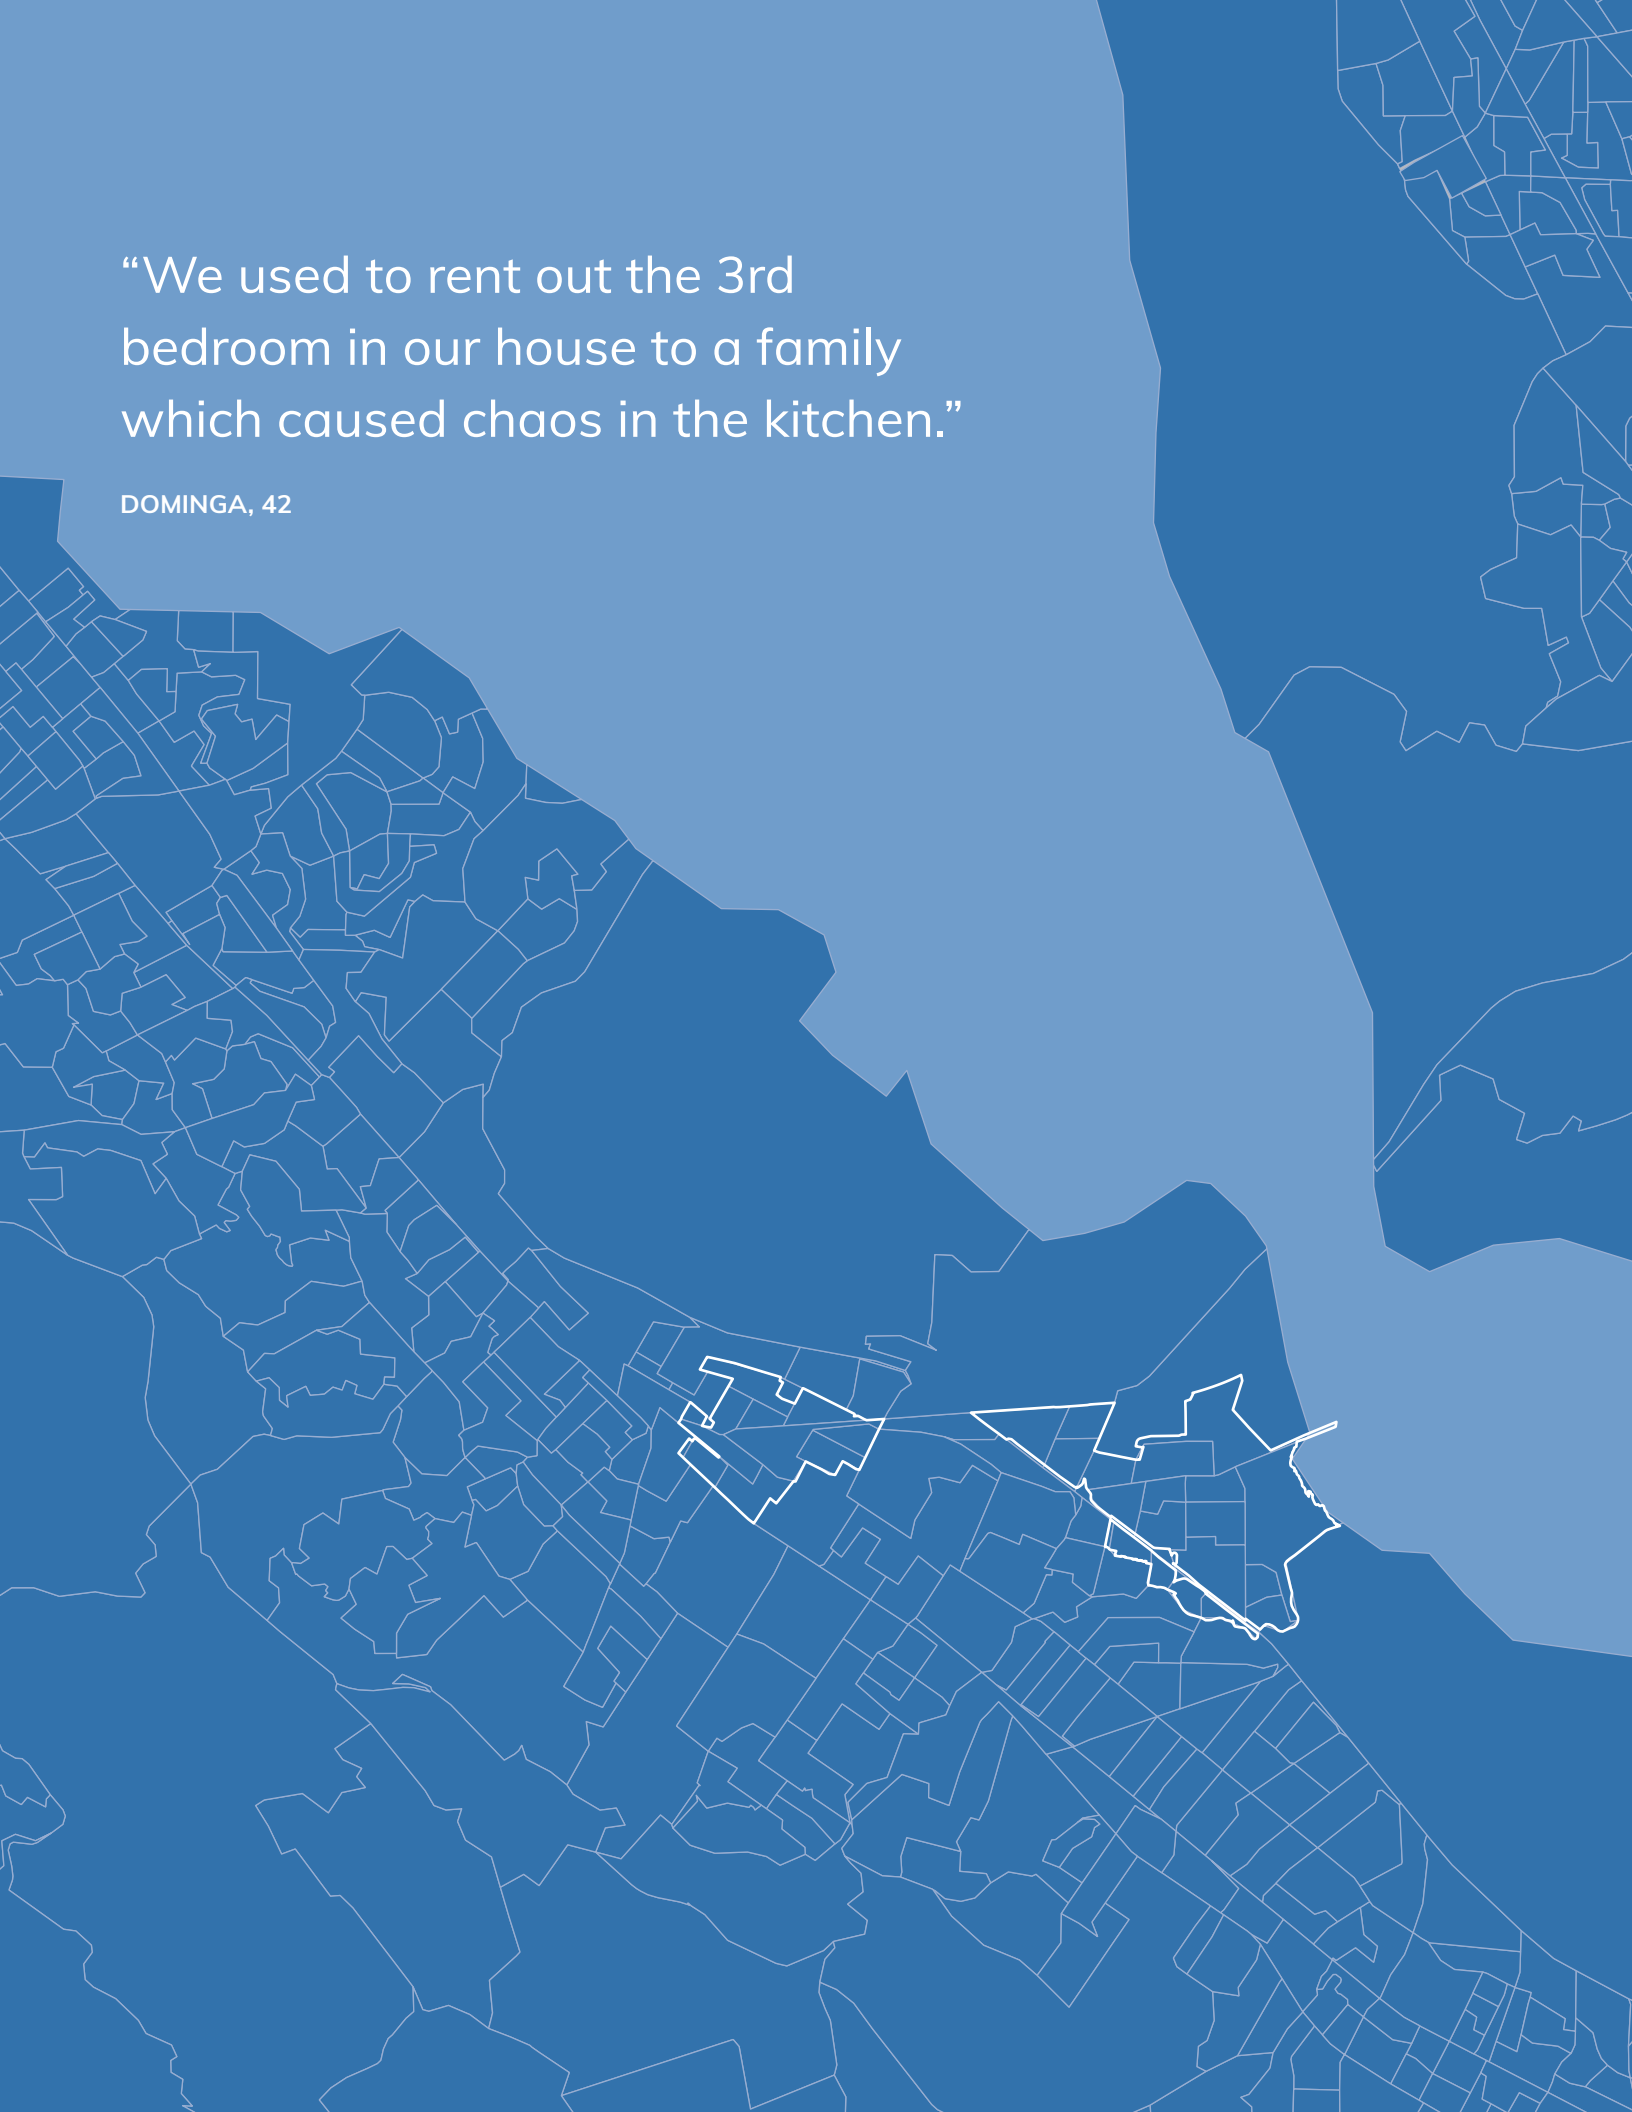 “We used to rent out the 3rd
bedroom in our house to a family
which caused chaos in the kitchen.”
DOMINGA, 42